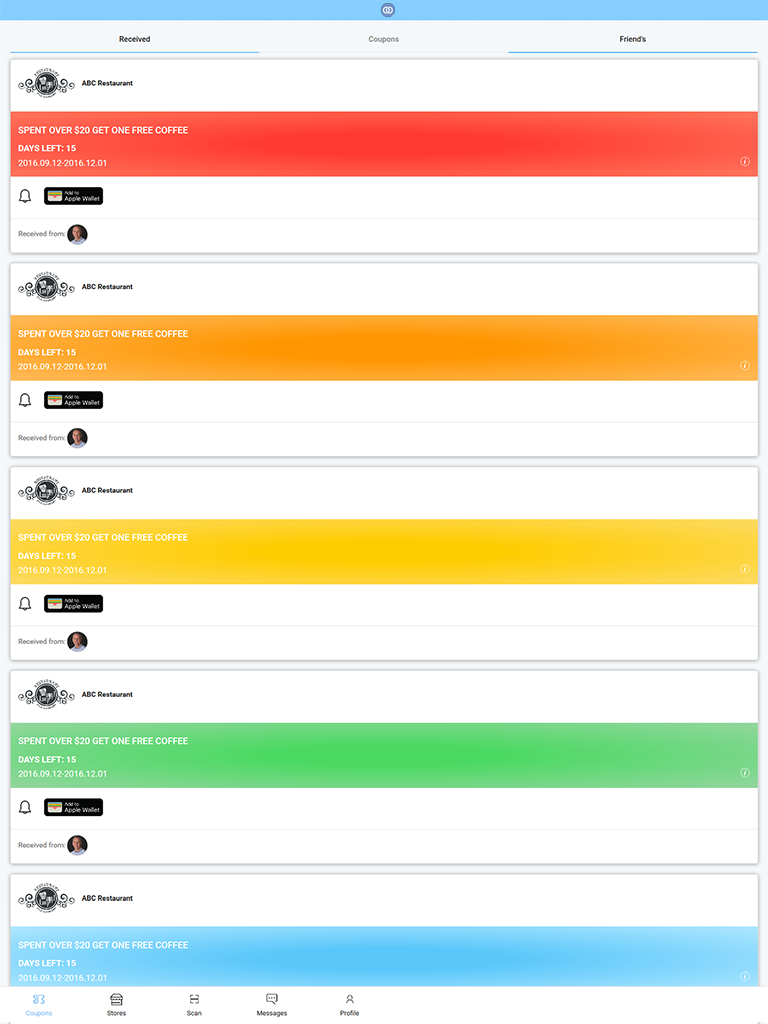 Received
Coupons
Friend's
RESTAURANT
ABC Restaurant
SPENT OVER $20 GET ONE FREE COFFEE
DAYS LEFT: 15
2016.09.12-2016.12.01
Add to
Apple Wallet
Received from:
RESTAURANT
ABC Restaurant
SPENT OVER $20 GET ONE FREE COFFEE
DAYS LEFT: 15
2016.09.12-2016.12.01
Add to
Apple Wallet
Received from:
RESTAURANT
ABC Restaurant
SPENT OVER $20 GET ONE FREE COFFEE
DAYS LEFT: 15
2016.09.12-2016.12.01
Add to
Apple Wallet
Received from:
RESTAURANT
ABC Restaurant
SPENT OVER $20 GET ONE FREE COFFEE
DAYS LEFT: 15
2016.09.12-2016.12.01
Add to
Apple Wallet
Received from:
RESTAURANT
ABC Restaurant
SPENT OVER $20 GET ONE FREE COFFEE
DAYS LEFT: 15
2016.09.12-2016.12.01
Coupons
Stores
Scan
Messages
Profile